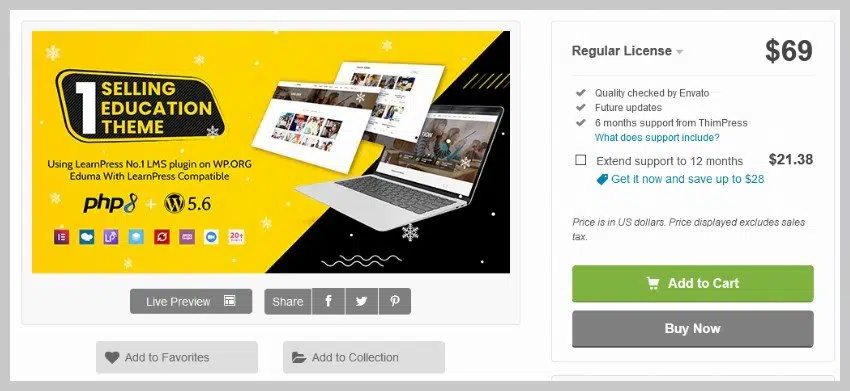 1 SELLING
EDUCATION
THEME
Using LearnPress No.1 LMS plugin on WP.ORG
Eduma With LearnPress Compatible
php8 + W 5.6
20+
Live Preview
Share
Add to Favorites
Add to Collection
Regular License
$69
Quality checked by Envato
Future updates
6 months support from ThimPress
What does support include?
Extend support to 12 months
$21.38
Get it now and save up to $28
Price is in US dollars. Price displayed excludes sales
tax.
Add to Cart
Buy Now